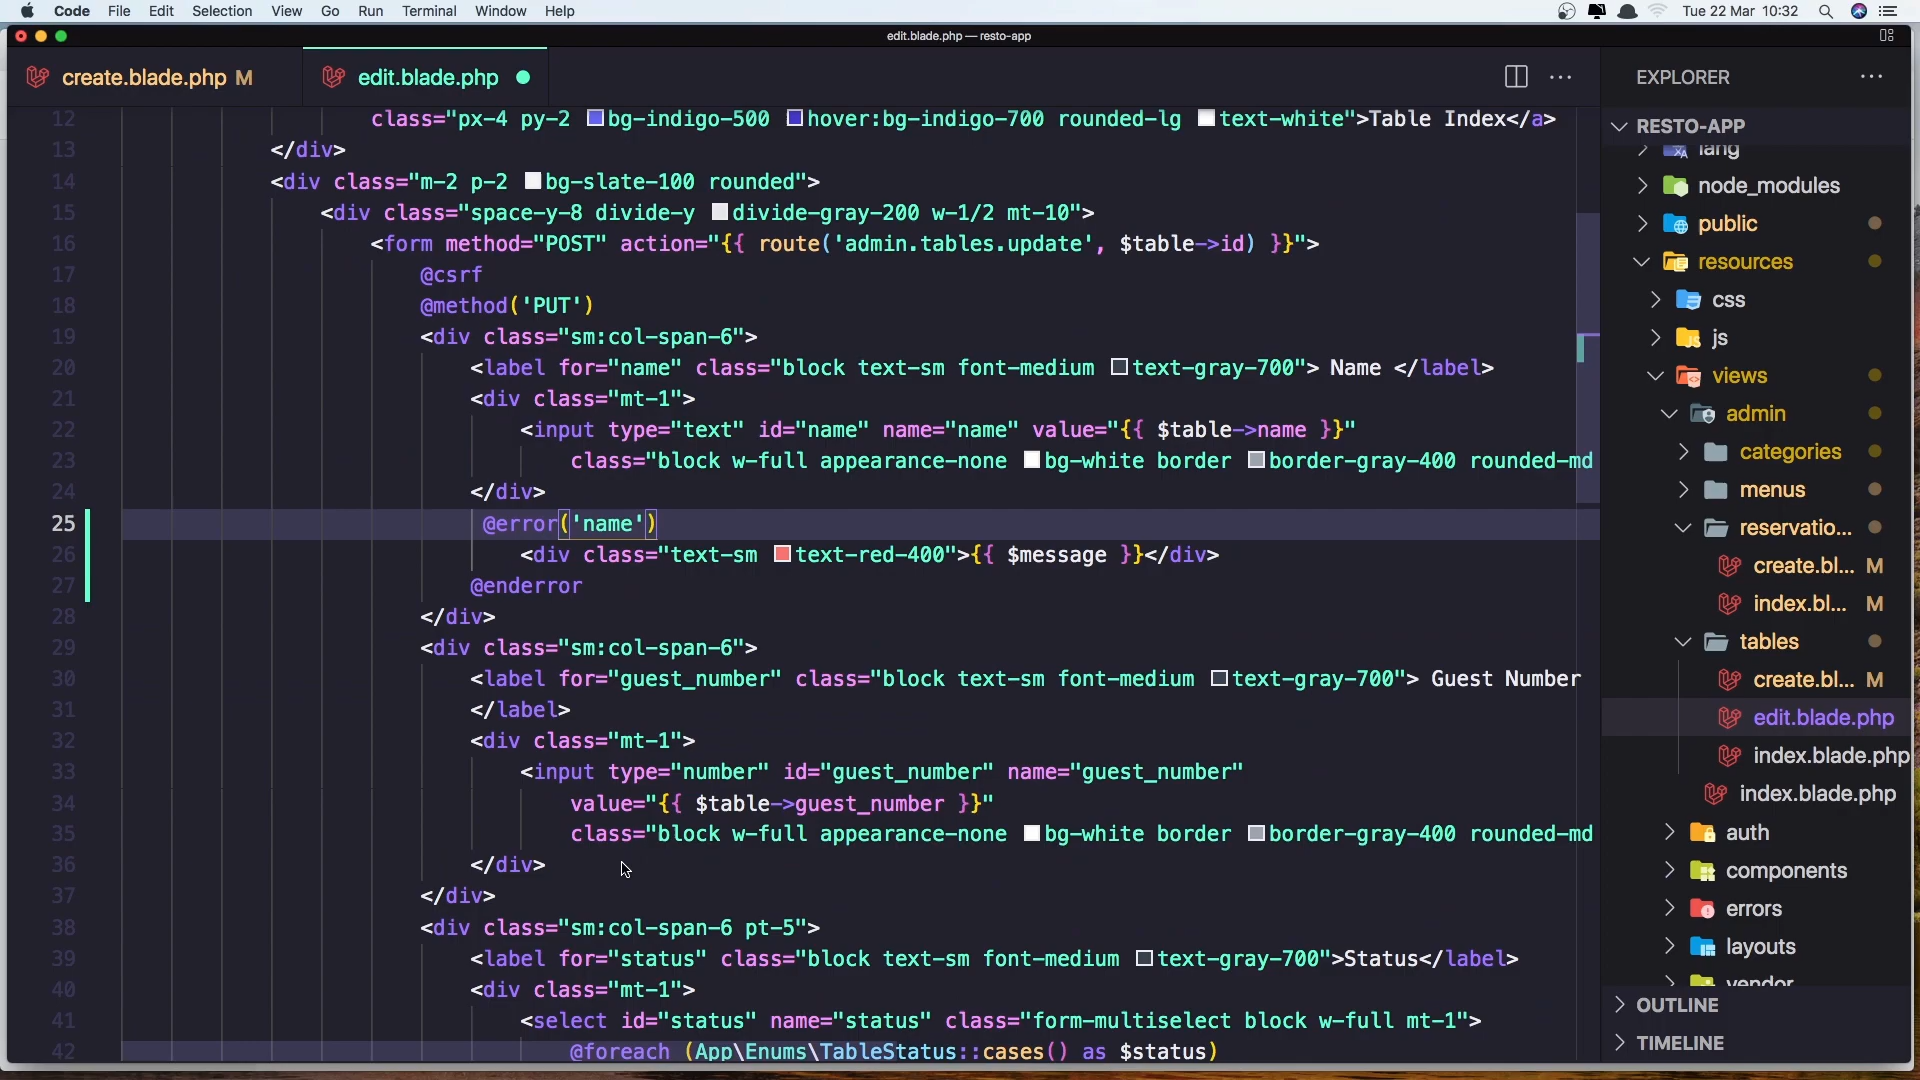 Code File Edit Selection View Go Run Terminal Window Help Tue 22 Mar 10:32
edit.blade.php — resto-app
create.blade.php M edit.blade.php
EXPLORER
12 class="px-4 py-2 bg-indigo-500 hover:bg-indigo-700 rounded-lg text-white">Table Index</a>
13 </div>
14 <div class="m-2 p-2 bg-slate-100 rounded">
15 <div class="space-y-8 divide-y divide-gray-200 w-1/2 mt-10">
16 <form method="POST" action="{{ route('admin.tables.update', $table->id) }}">
17 @csrf
18 @method('PUT')
19 <div class="sm:col-span-6">
20 <label for="name" class="block text-sm font-medium text-gray-700"> Name </label>
21 <div class="mt-1">
22 <input type="text" id="name" name="name" value="{{ $table->name }}"
23 class="block w-full appearance-none bg-white border border-gray-400 rounded-md
24 </div>
25 @error('name')
26 <div class="text-sm text-red-400">{{ $message }}</div>
27 @enderror
28 </div>
29 <div class="sm:col-span-6">
30 <label for="guest_number" class="block text-sm font-medium text-gray-700"> Guest Number
31 </label>
32 <div class="mt-1">
33 <input type="number" id="guest_number" name="guest_number"
34 value="{{ $table->guest_number }}"
35 class="block w-full appearance-none bg-white border border-gray-400 rounded-md
36 </div>
37 </div>
38 <div class="sm:col-span-6 pt-5">
39 <label for="status" class="block text-sm font-medium text-gray-700">Status</label>
40 <div class="mt-1">
41 <select id="status" name="status" class="form-multiselect block w-full mt-1">
42 @foreach (App\Enums\TableStatus::cases() as $status)
RESTO-APP
lang
node_modules
public
resources
css
js
views
admin
categories
menus
reservatio...
create.bl... M
index.bl... M
tables
create.bl... M
edit.blade.php
index.blade.php
index.blade.php
auth
components
errors
layouts
vendor
OUTLINE
TIMELINE